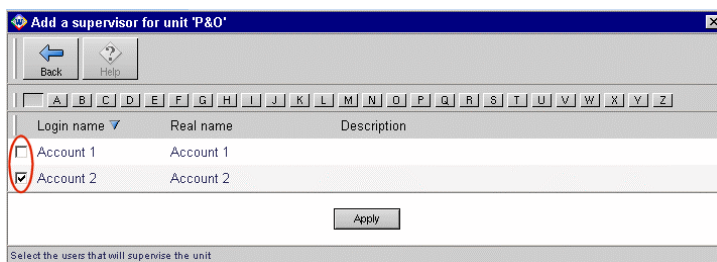 Add a supervisor for unit 'P&O'
Back Help
A B C D E F G H I J K L M N O P Q R S T U V W X Y Z
Login name Real name Description
Account 1 Account 1
Account 2 Account 2
Apply
Select the users that will supervise the unit